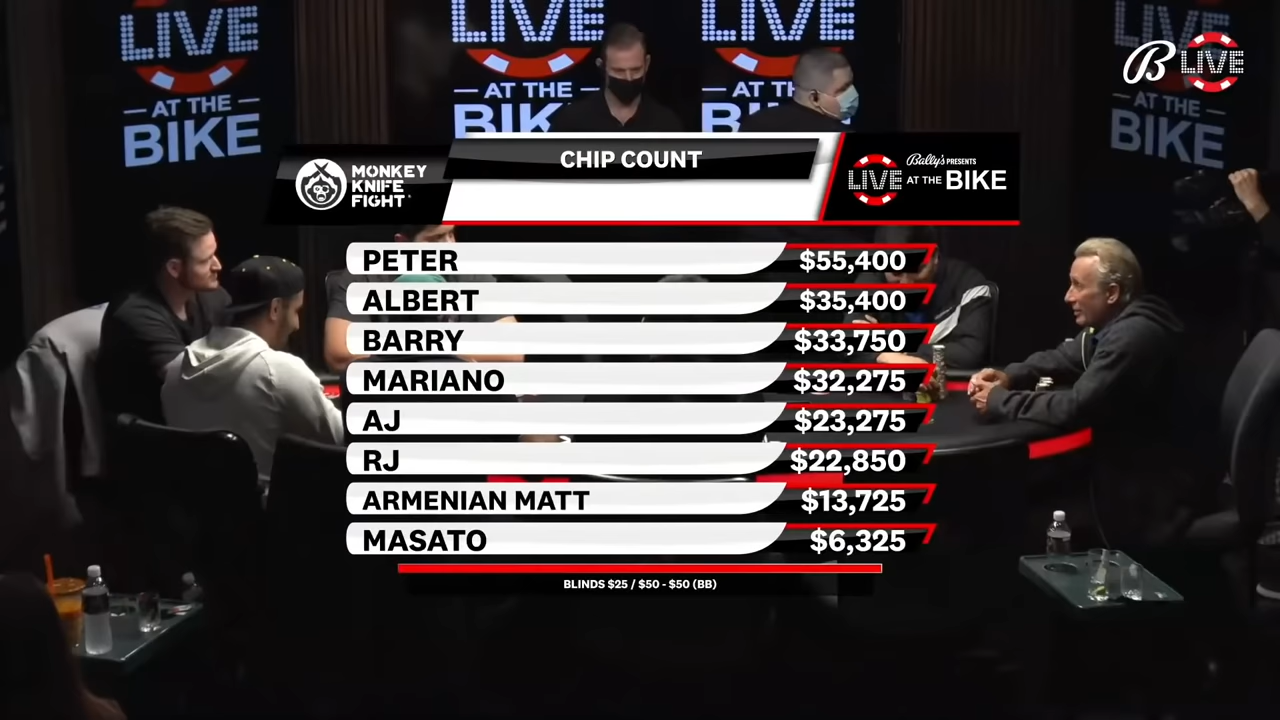 LIVE
AT THE
BIKE
LIVE
AT THE
BIK
LIVE
AT TH
BI
LIVE
AT THE
BIKE
B LIVE
MONKEY
KNIFE
FIGHT
CHIP COUNT
Bally's PRESENTS
LIVE AT THE BIKE
PETER $55,400
ALBERT $35,400
BARRY $33,750
MARIANO $32,275
AJ $23,275
RJ $22,850
ARMENIAN MATT $13,725
MASATO $6,325
BLINDS $25 / $50 - $50 (BB)